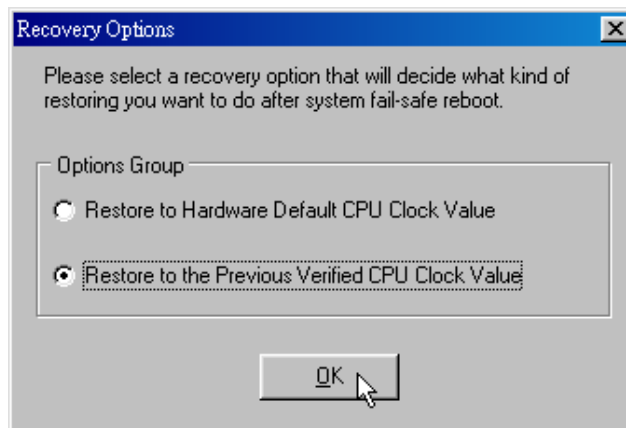 Recovery Options
Please select a recovery option that will decide what kind of
restoring you want to do after system fail-safe reboot.
Options Group
Restore to Hardware Default CPU Clock Value
Restore to the Previous Verified CPU Clock Value
OK